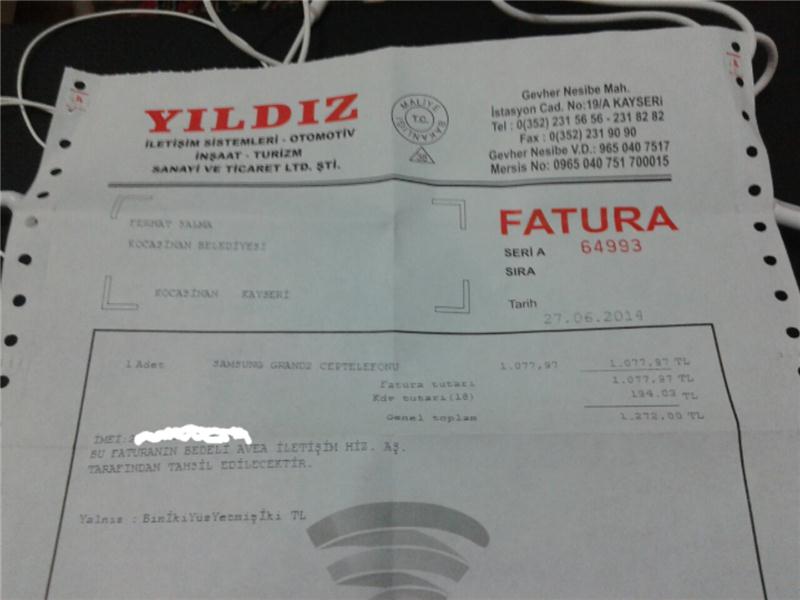 YILDIZ
İLETİŞİM SİSTEMLERİ - OTOMOTİV
İNŞAAT - TURİZM
SANAYİ VE TİCARET LTD. ŞTİ.
MALİYE BAKANLIĞI
T.C.
Gevher Nesibe Mah.
İstasyon Cad. No:19/A KAYSERİ
Tel : 0(352) 231 56 56 - 231 82 82
Fax : 0(352) 231 90 90
Gevher Nesibe V.D.: 965 040 7517
Mersis No: 0965 040 751 700015
FERHAT SALMA
KOCASİNAN BELEDİYESİ
KOCASİNAN KAYSERİ
FATURA
SERİ A 64993
SIRA
Tarih
27.06.2014
1 Adet SAMSUNG GRAND2 CEPTELEFONU 1.077,97 1.077,97 TL
Fatura tutarı 1.077,97 TL
Kdv tutarı(18) 194.03 TL
Genel toplam 1.272,00 TL
İMEİ:
BU FATURANIN BEDELİ AVEA İLETİŞİM HİZ. AŞ.
TARAFINDAN TAHSİL EDİLECEKTİR.
Yalnız : BinİkiYüzYetmişİki TL